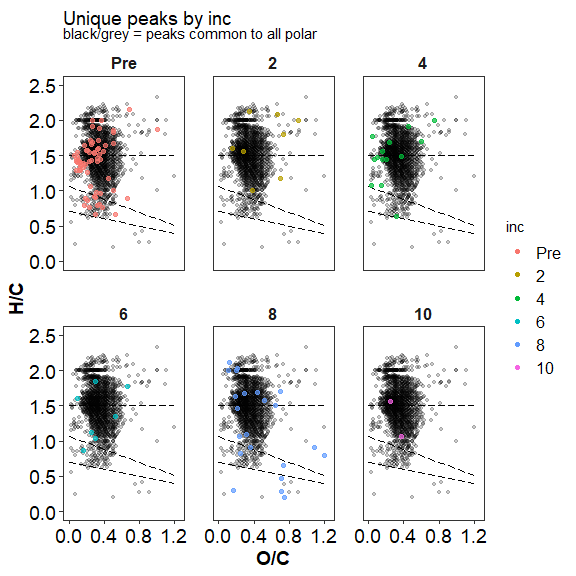 Unique peaks by inc
black/grey = peaks common to all polar
Pre 2 4
2.5
2.0
1.5
1.0
0.5
0.0
H/C
6 8 10
2.5
2.0
1.5
1.0
0.5
0.0
0.0 0.4 0.8 1.2 0.0 0.4 0.8 1.2 0.0 0.4 0.8 1.2
O/C
inc
Pre
2
4
6
8
10